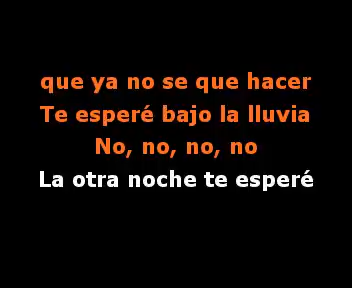 que ya no se que hacer
Te esperé bajo la lluvia
No, no, no, no
La otra noche te esperé